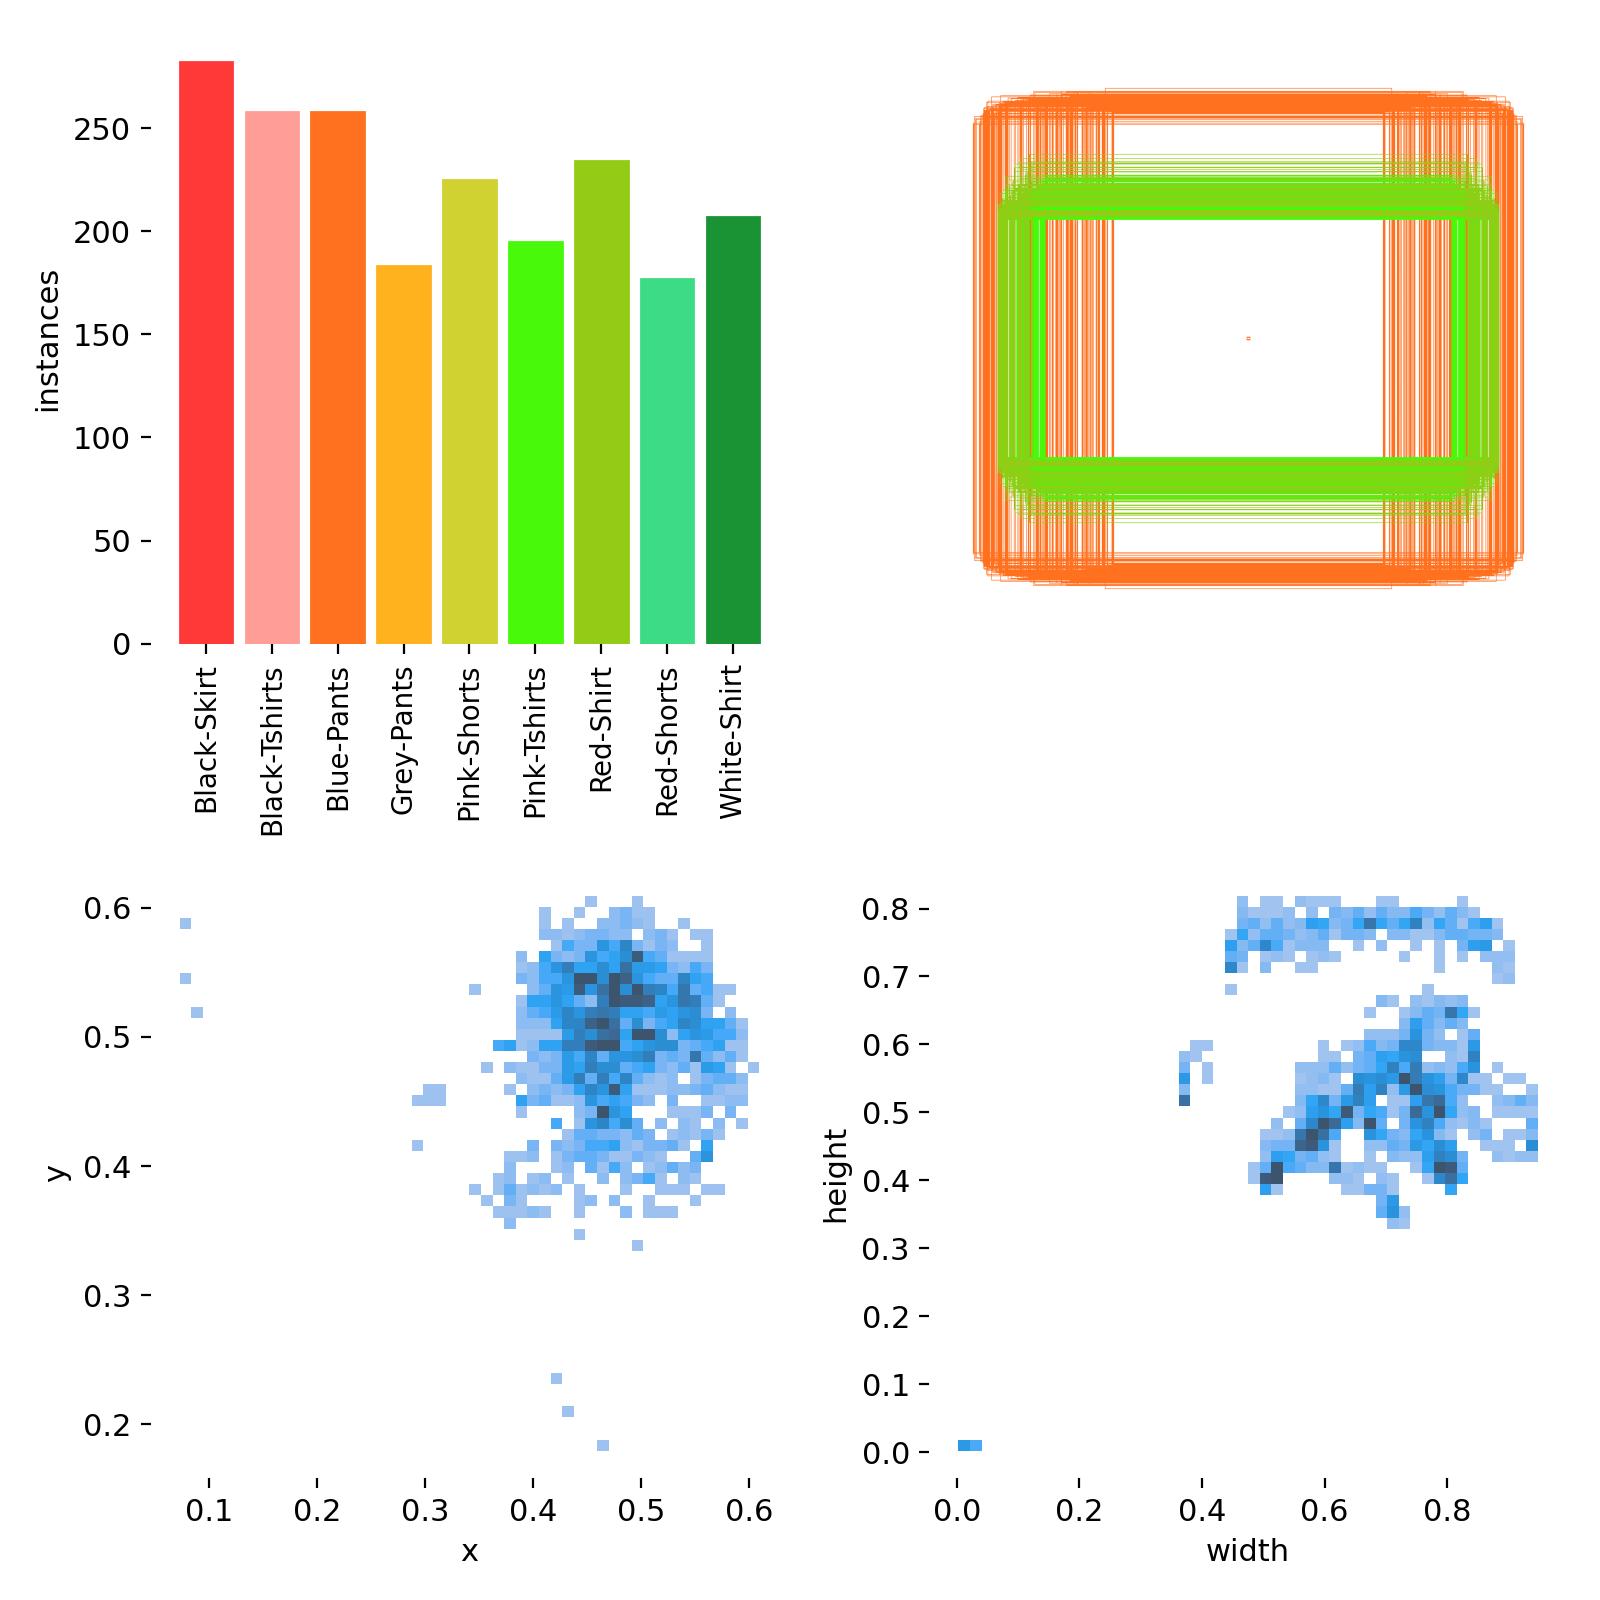 instances
250
200
150
100
50
0
Black-Skirt
Black-Tshirts
Blue-Pants
Grey-Pants
Pink-Shorts
Pink-Tshirts
Red-Shirt
Red-Shorts
White-Shirt
y
0.6
0.5
0.4
0.3
0.2
0.1 0.2 0.3 0.4 0.5 0.6
x
height
0.8
0.7
0.6
0.5
0.4
0.3
0.2
0.1
0.0
0.0 0.2 0.4 0.6 0.8
width